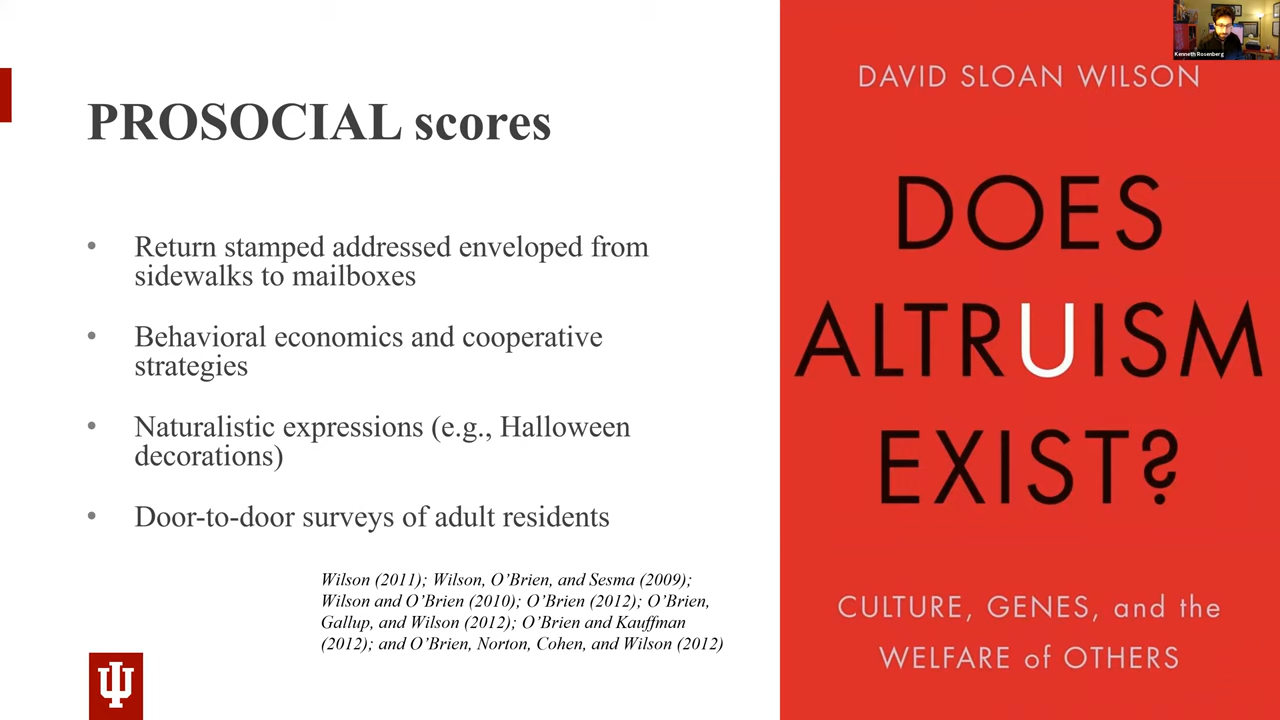 PROSOCIAL scores
• Return stamped addressed enveloped from
sidewalks to mailboxes
• Behavioral economics and cooperative
strategies
• Naturalistic expressions (e.g., Halloween
decorations)
• Door-to-door surveys of adult residents
Wilson (2011); Wilson, O’Brien, and Sesma (2009);
Wilson and O’Brien (2010); O’Brien (2012); O’Brien,
Gallup, and Wilson (2012); O’Brien and Kauffman
(2012); and O’Brien, Norton, Cohen, and Wilson (2012)
DAVID SLOAN WILSON
DOES
ALTRUISM
EXIST?
CULTURE, GENES, and the
WELFARE of OTHERS
Kenneth Rosenberg